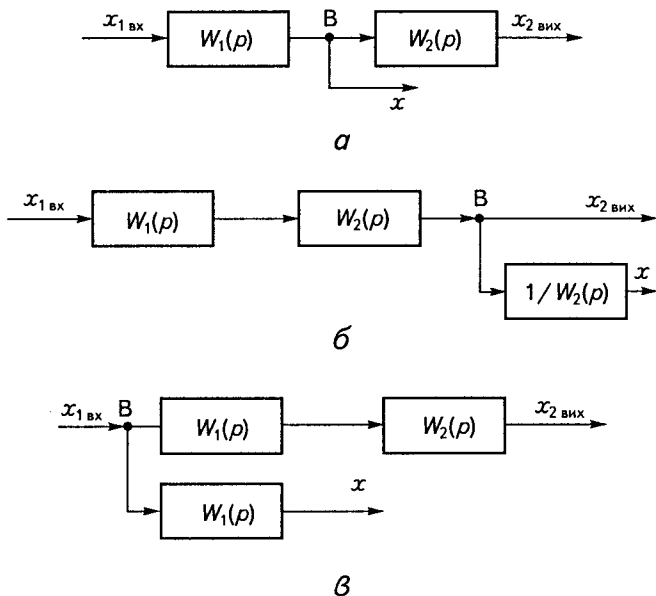 x₁ вх
W₁(p)
B
W₂(p)
x₂ вих
x
а
x₁ вх
W₁(p)
W₂(p)
B
x₂ вих
1 / W₂(p)
x
б
x₁ вх
B
W₁(p)
W₂(p)
x₂ вих
W₁(p)
x
в